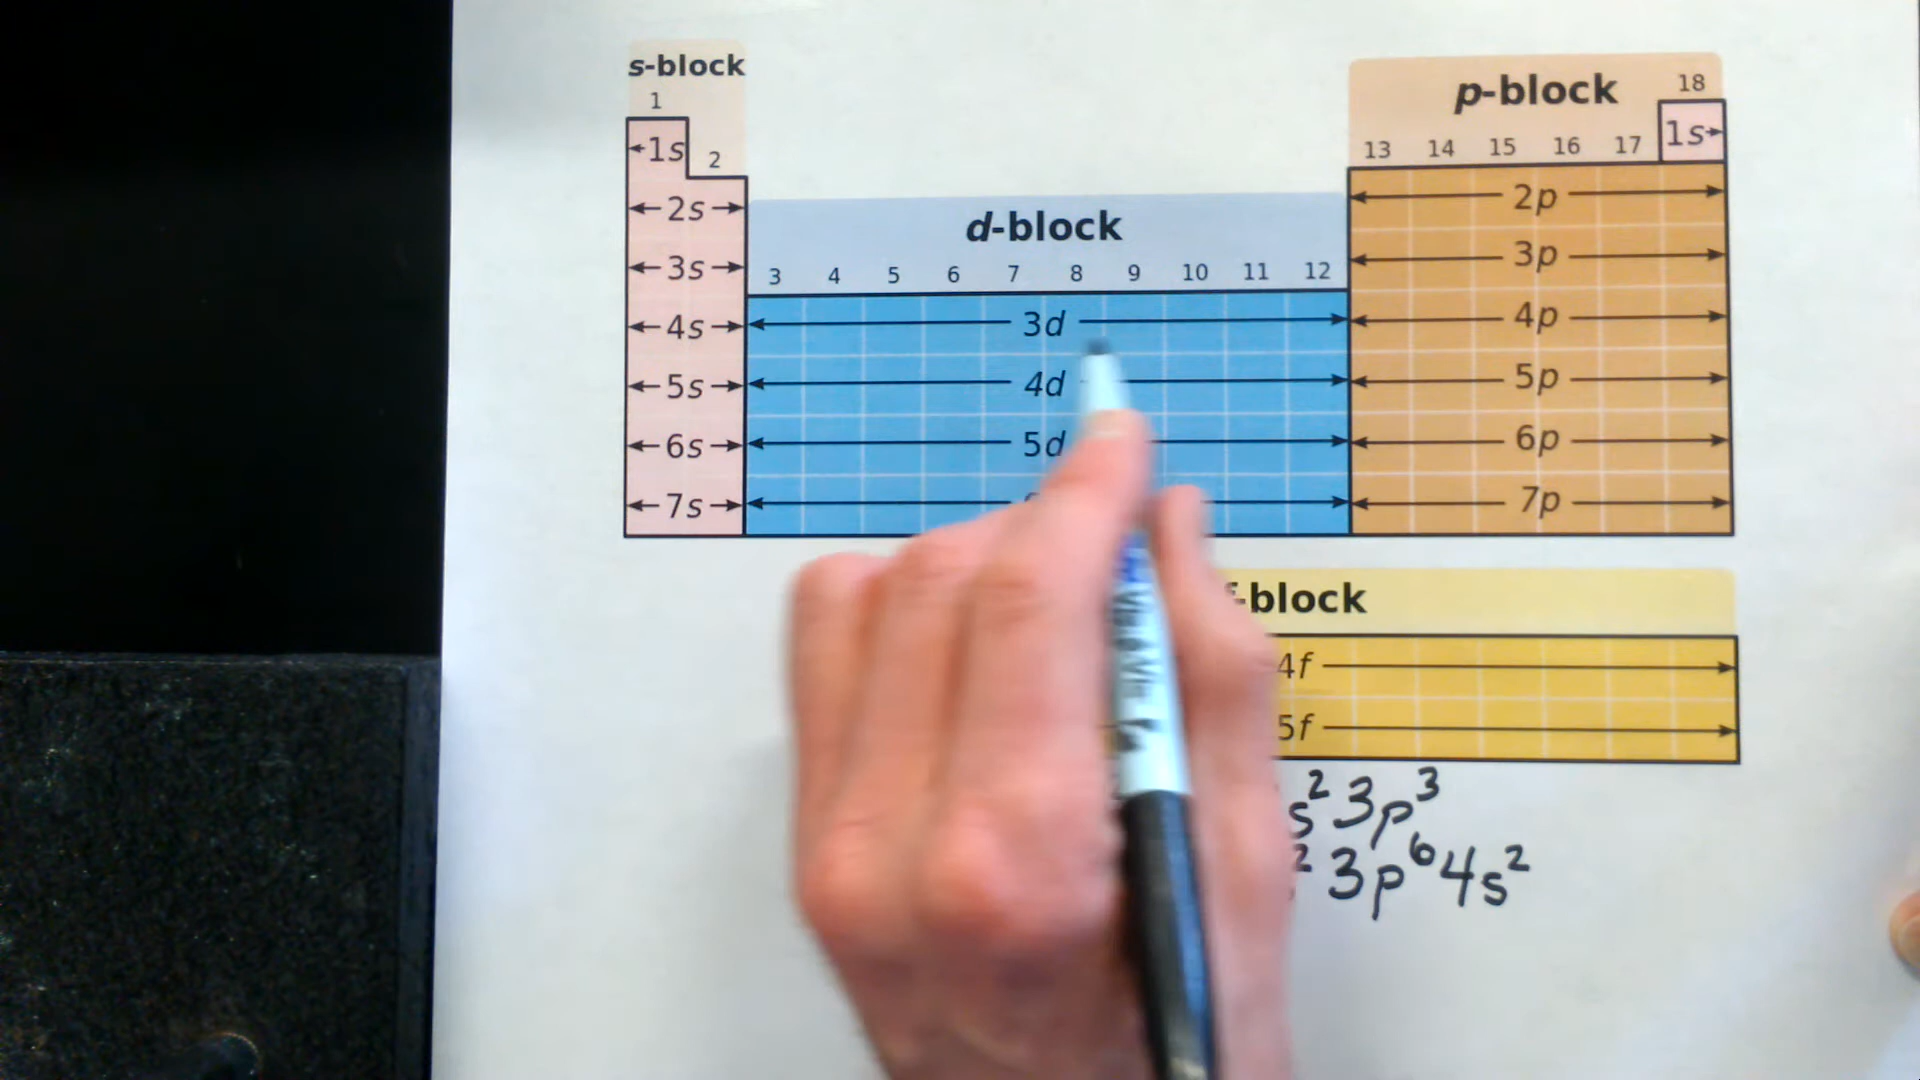 s-block
1
1s
2
2s
3s
4s
5s
6s
7s
d-block
3 4 5 6 7 8 9 10 11 12
3d
4d
5d
p-block
18
13 14 15 16 17
1s
2p
3p
4p
5p
6p
7p
-block
4f
5f
s² 3p³
² 3p⁶ 4s²